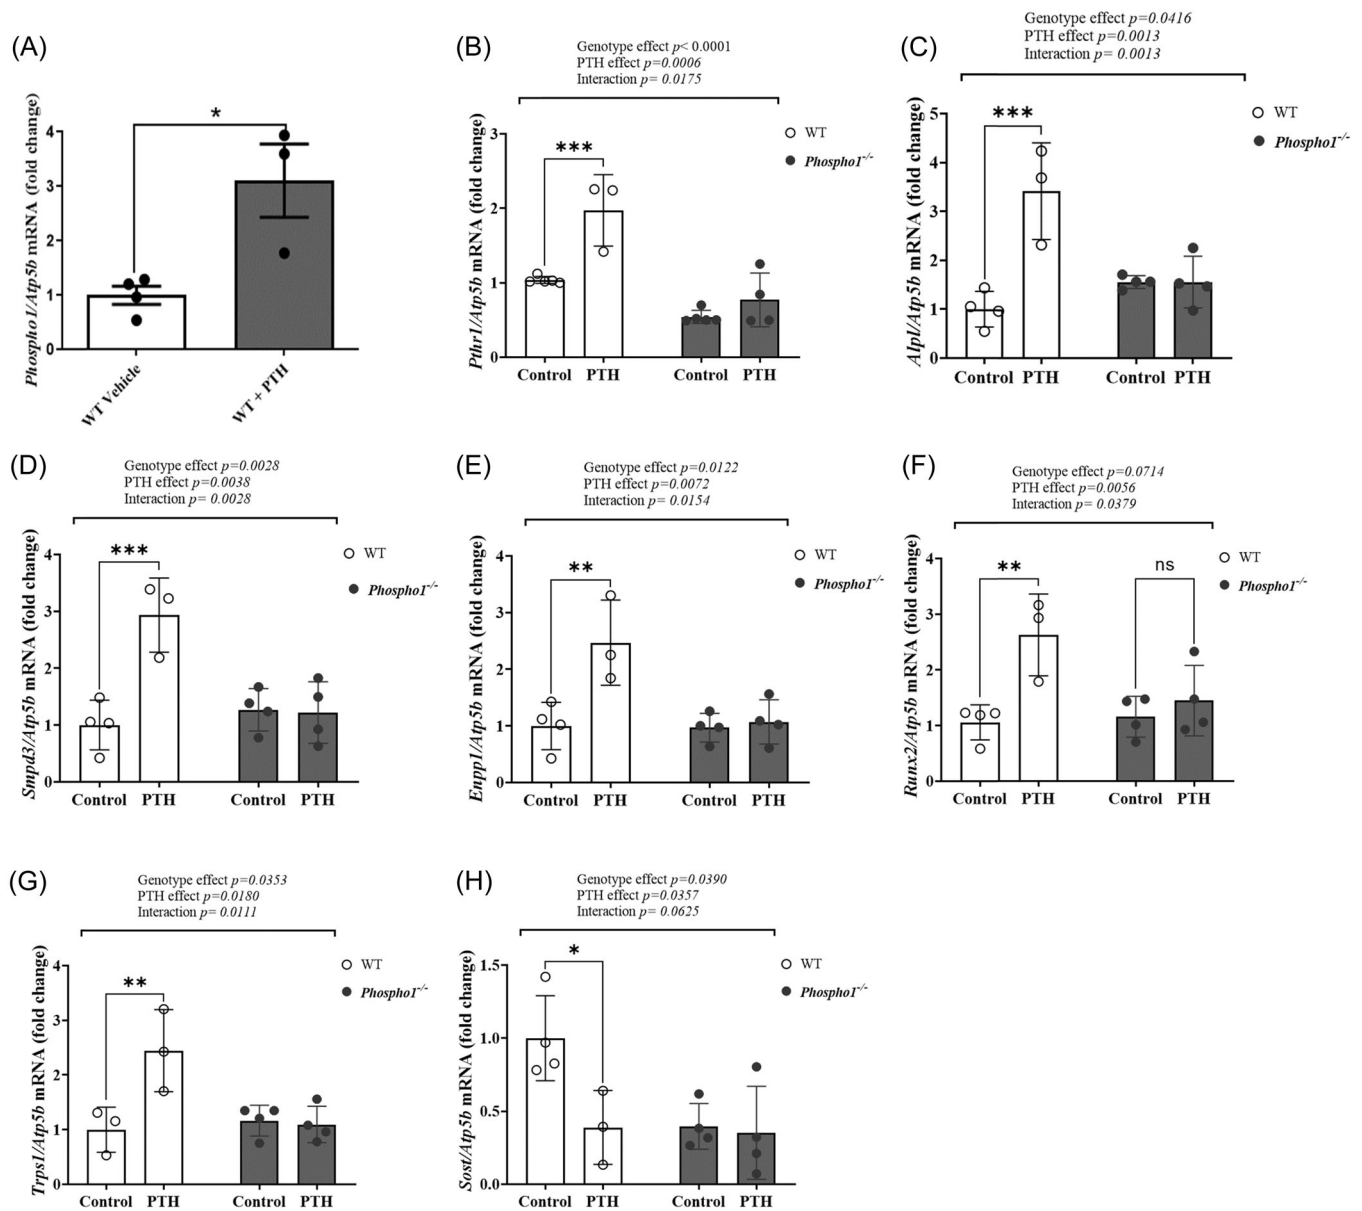 (A)
*
Phospho1/Atp5b mRNA (fold change)
4
3
2
1
0
WT Vehicle
WT + PTH
(B)
Genotype effect p< 0.0001
PTH effect p=0.0006
Interaction p= 0.0175
***
Pthr1/Atp5b mRNA (fold change)
3
2
1
0
Control
PTH
Control
PTH
WT
Phospho1-/-
(C)
Genotype effect p=0.0416
PTH effect p=0.0013
Interaction p= 0.0013
***
Alpl/Atp5b mRNA (fold change)
5
4
3
2
1
0
Control
PTH
Control
PTH
WT
Phospho1-/-
(D)
Genotype effect p=0.0028
PTH effect p=0.0038
Interaction p= 0.0028
***
Smpd3/Atp5b mRNA (fold change)
4
3
2
1
0
Control
PTH
Control
PTH
WT
Phospho1-/-
(E)
Genotype effect p=0.0122
PTH effect p=0.0072
Interaction p= 0.0154
**
Enpp1/Atp5b mRNA (fold change)
4
3
2
1
0
Control
PTH
Control
PTH
WT
Phospho1-/-
(F)
Genotype effect p=0.0714
PTH effect p=0.0056
Interaction p= 0.0379
**
ns
Runx2/Atp5b mRNA (fold change)
4
3
2
1
0
Control
PTH
Control
PTH
WT
Phospho1-/-
(G)
Genotype effect p=0.0353
PTH effect p=0.0180
Interaction p= 0.0111
**
Trps1/Atp5b mRNA (fold change)
4
3
2
1
0
Control
PTH
Control
PTH
WT
Phospho1-/-
(H)
Genotype effect p=0.0390
PTH effect p=0.0357
Interaction p= 0.0625
*
Sost/Atp5b mRNA (fold change)
1.5
1.0
0.5
0.0
Control
PTH
Control
PTH
WT
Phospho1-/-